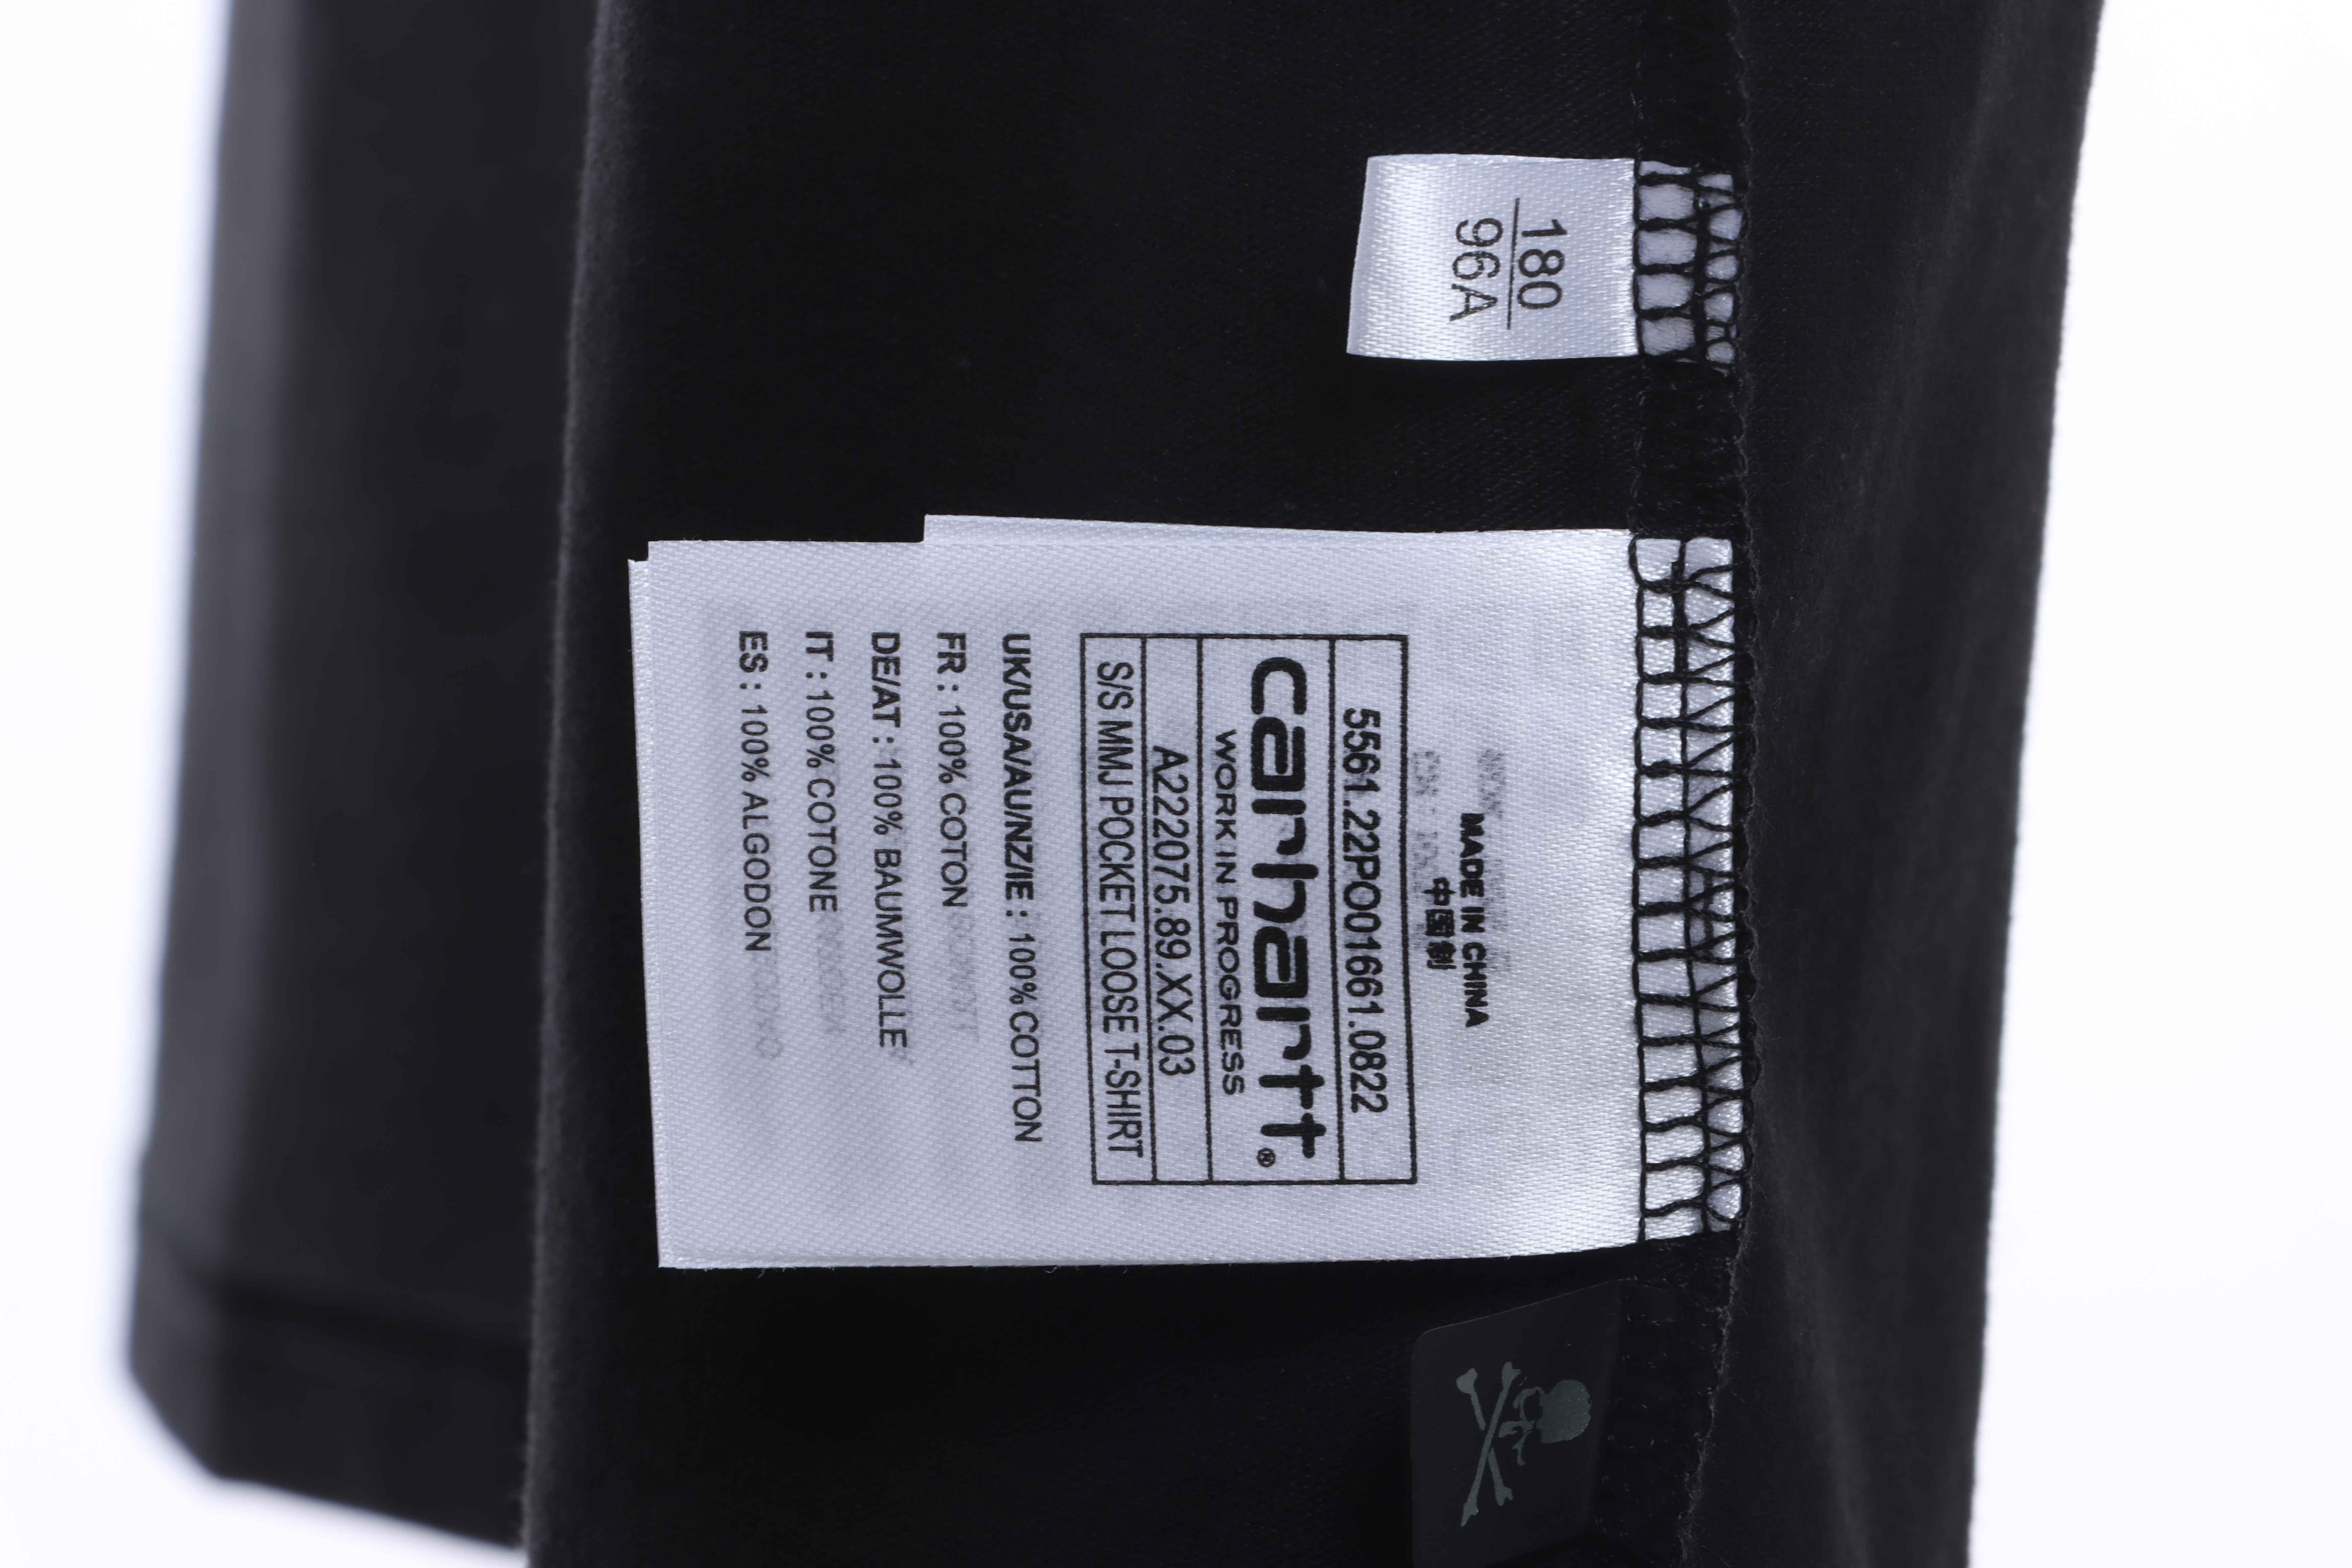 180
96A
MADE IN CHINA
中国制
5561.22PO001661.0822
carhartt®
WORK IN PROGRESS
A222075.89.XX.03
S/S MMJ POCKET LOOSE T-SHIRT
UK/USA/AU/NZ/IE : 100% COTTON
FR : 100% COTON
DE/AT : 100% BAUMWOLLE
IT : 100% COTONE
ES : 100% ALGODON